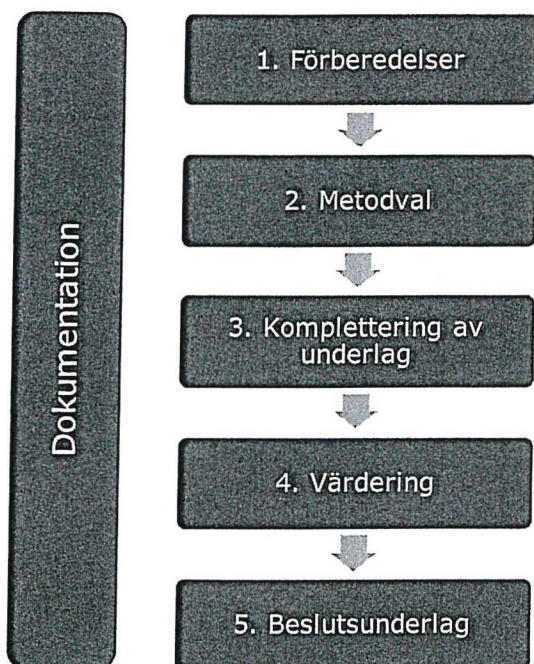 Dokumentation
1. Förberedelser
2. Metodval
3. Komplettering av
underlag
4. Värdering
5. Beslutsunderlag